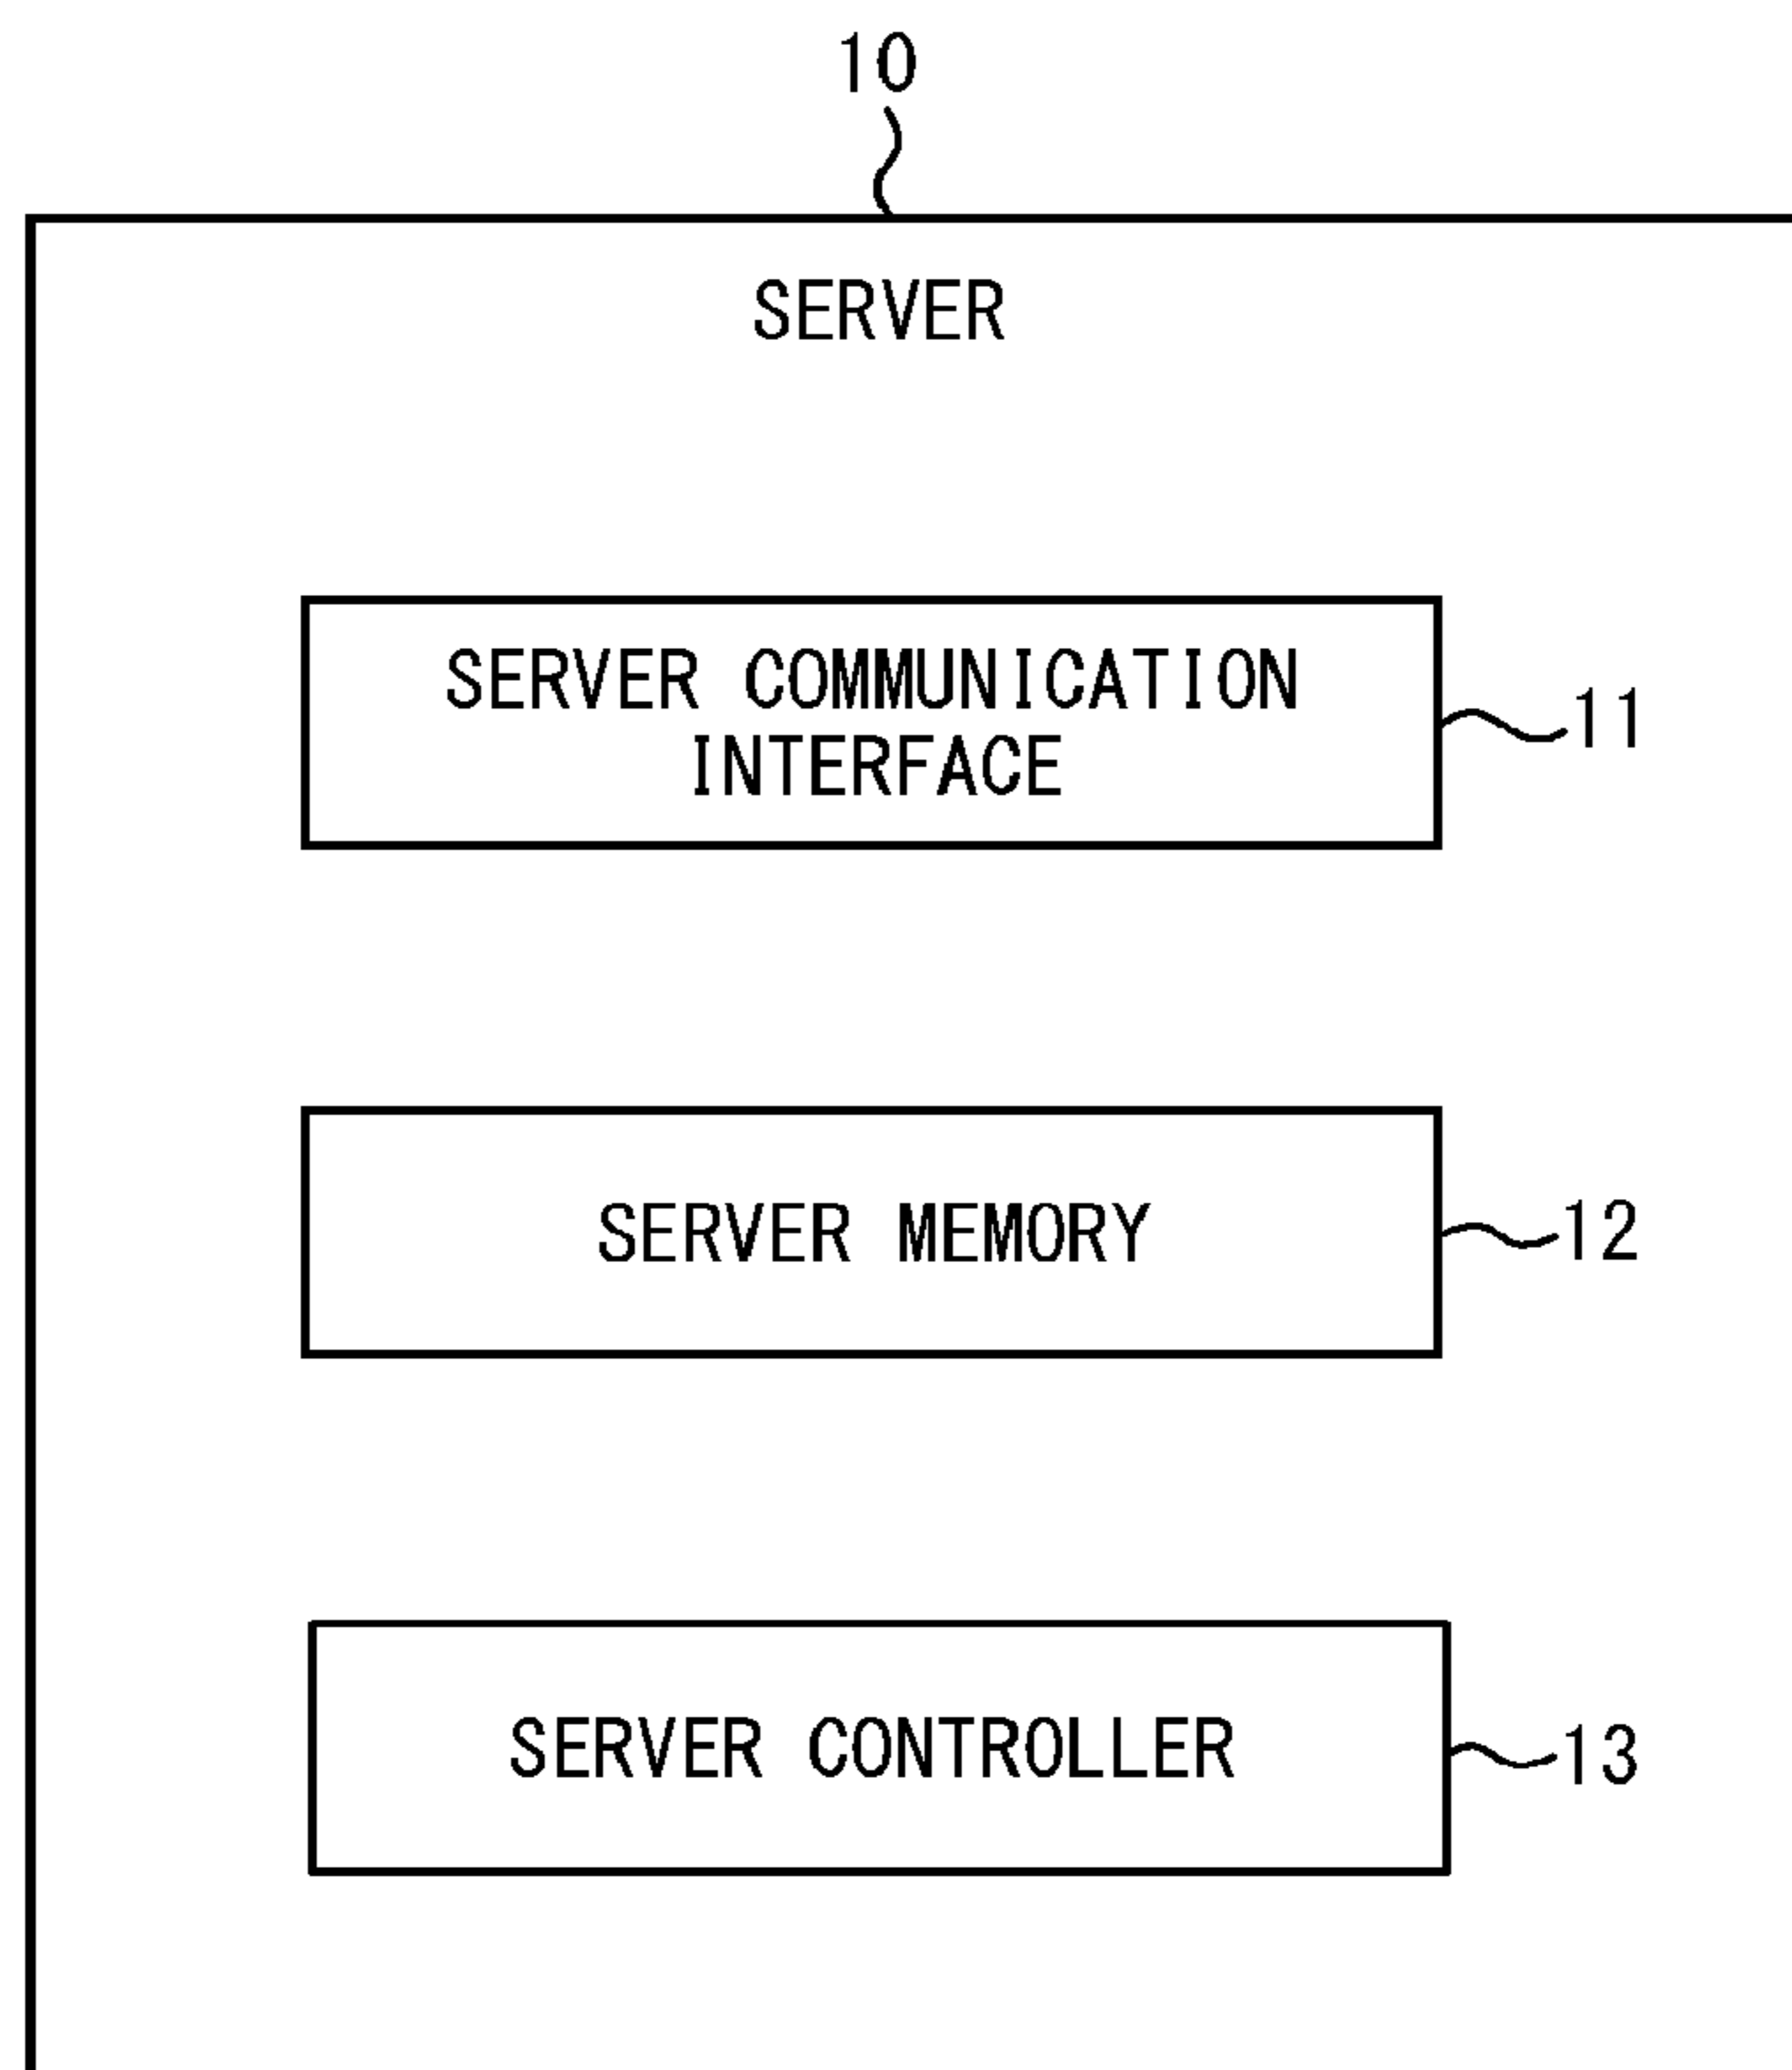 10
SERVER
SERVER COMMUNICATION
INTERFACE
11
SERVER MEMORY
12
SERVER CONTROLLER
13